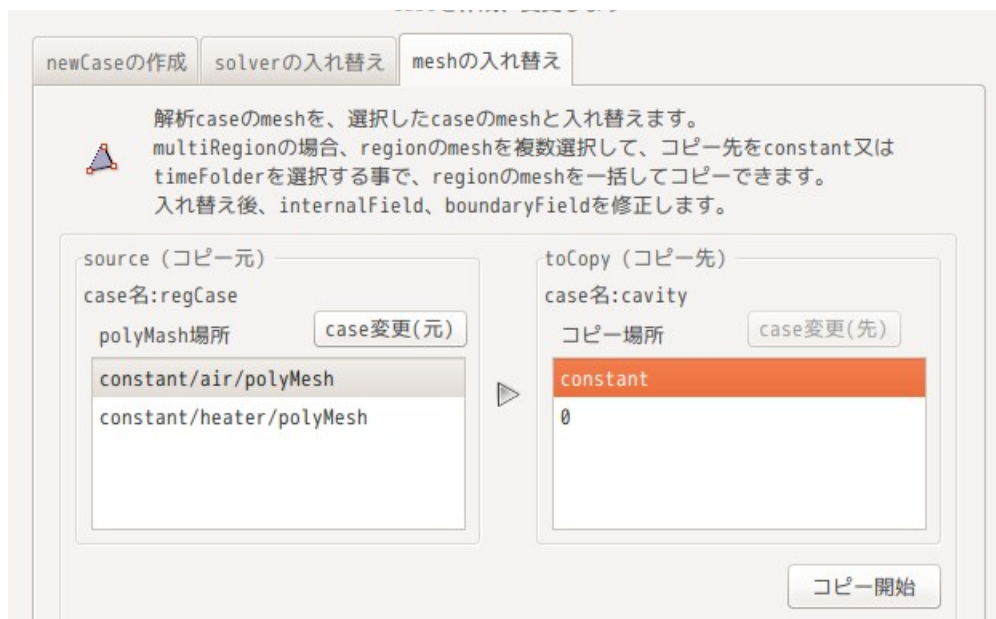 newCaseの作成 solverの入れ替え meshの入れ替え
解析caseのmeshを、選択したcaseのmeshと入れ替えます。
multiRegionの場合、regionのmeshを複数選択して、コピー先をconstant又は
timeFolderを選択する事で、regionのmeshを一括してコピーできます。
入れ替え後、internalField、boundaryFieldを修正します。
source (コピー元)
case名:regCase
polyMash場所 case変更(元)
constant/air/polyMesh
constant/heater/polyMesh
toCopy (コピー先)
case名:cavity
コピー場所 case変更(先)
constant
0
コピー開始